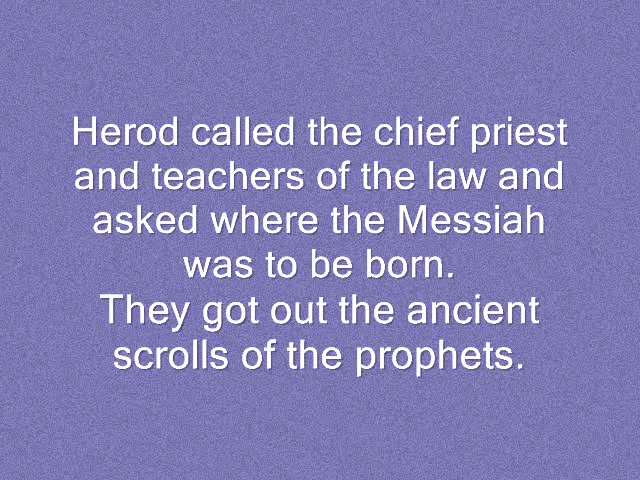 Herod called the chief priest
and teachers of the law and
asked where the Messiah
was to be born.
They got out the ancient
scrolls of the prophets.